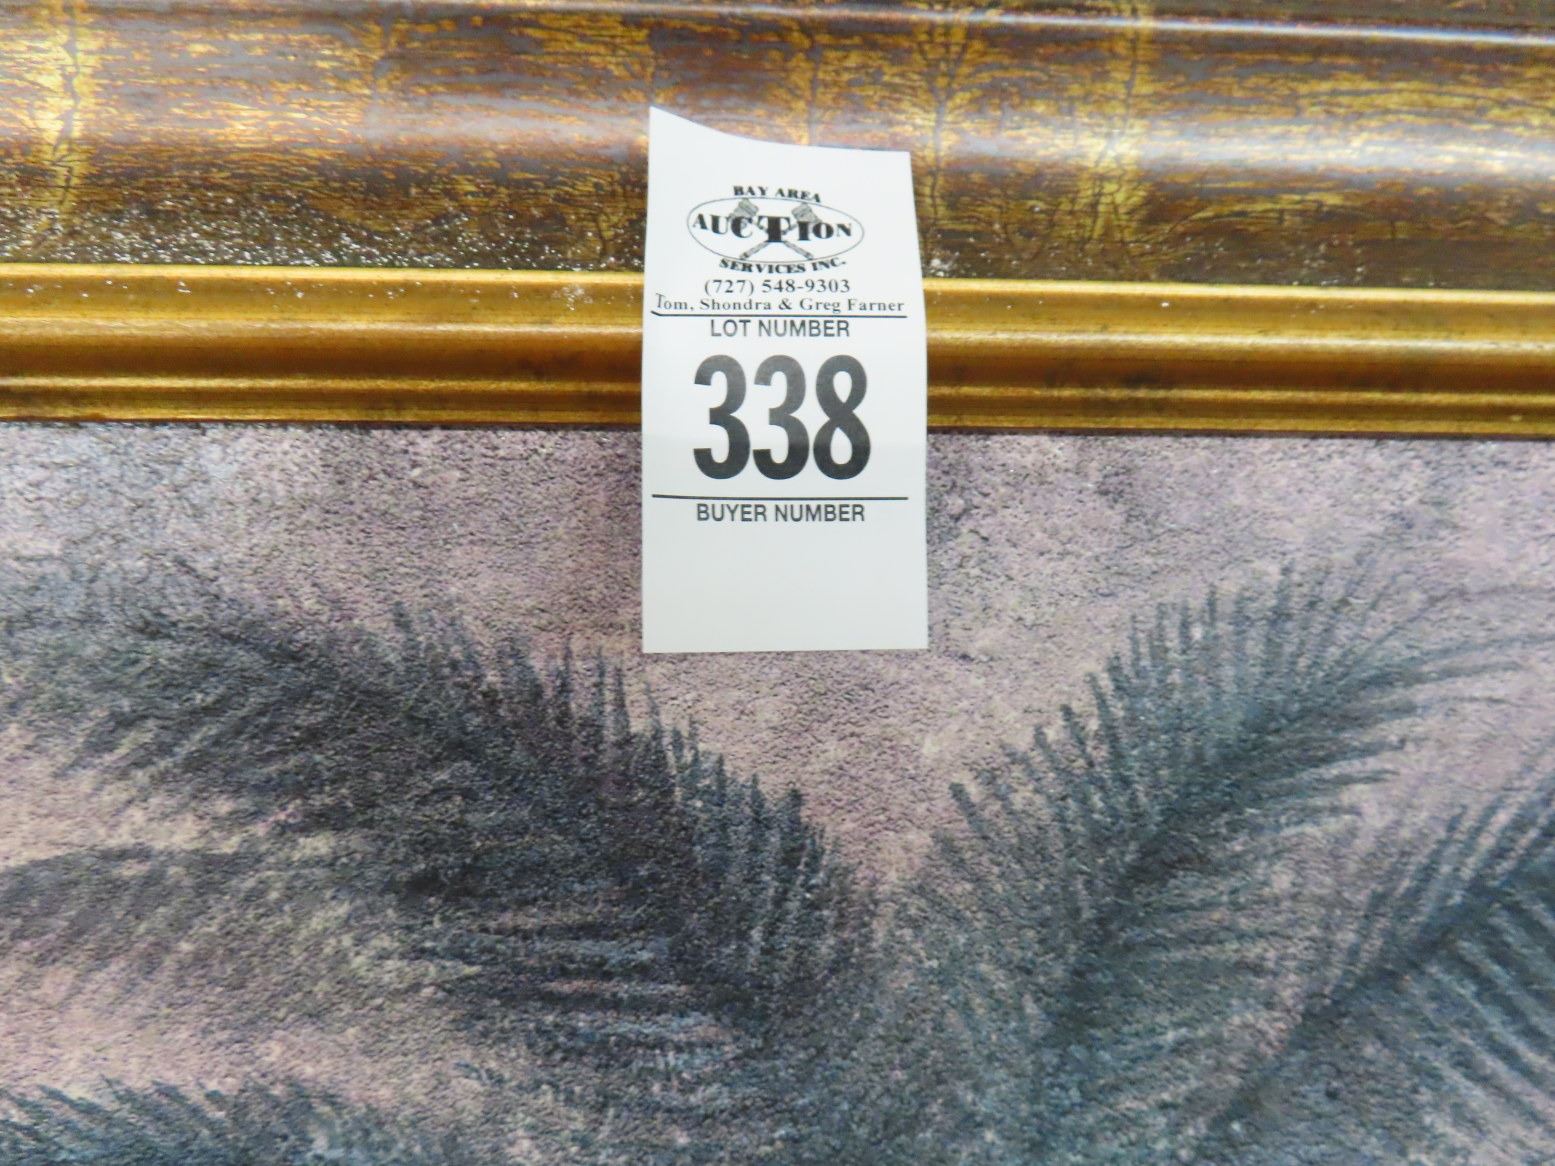 BAY AREA
AUCTION
SERVICES INC.
(727) 548-9303
Tom, Shondra & Greg Farner
LOT NUMBER
338
BUYER NUMBER